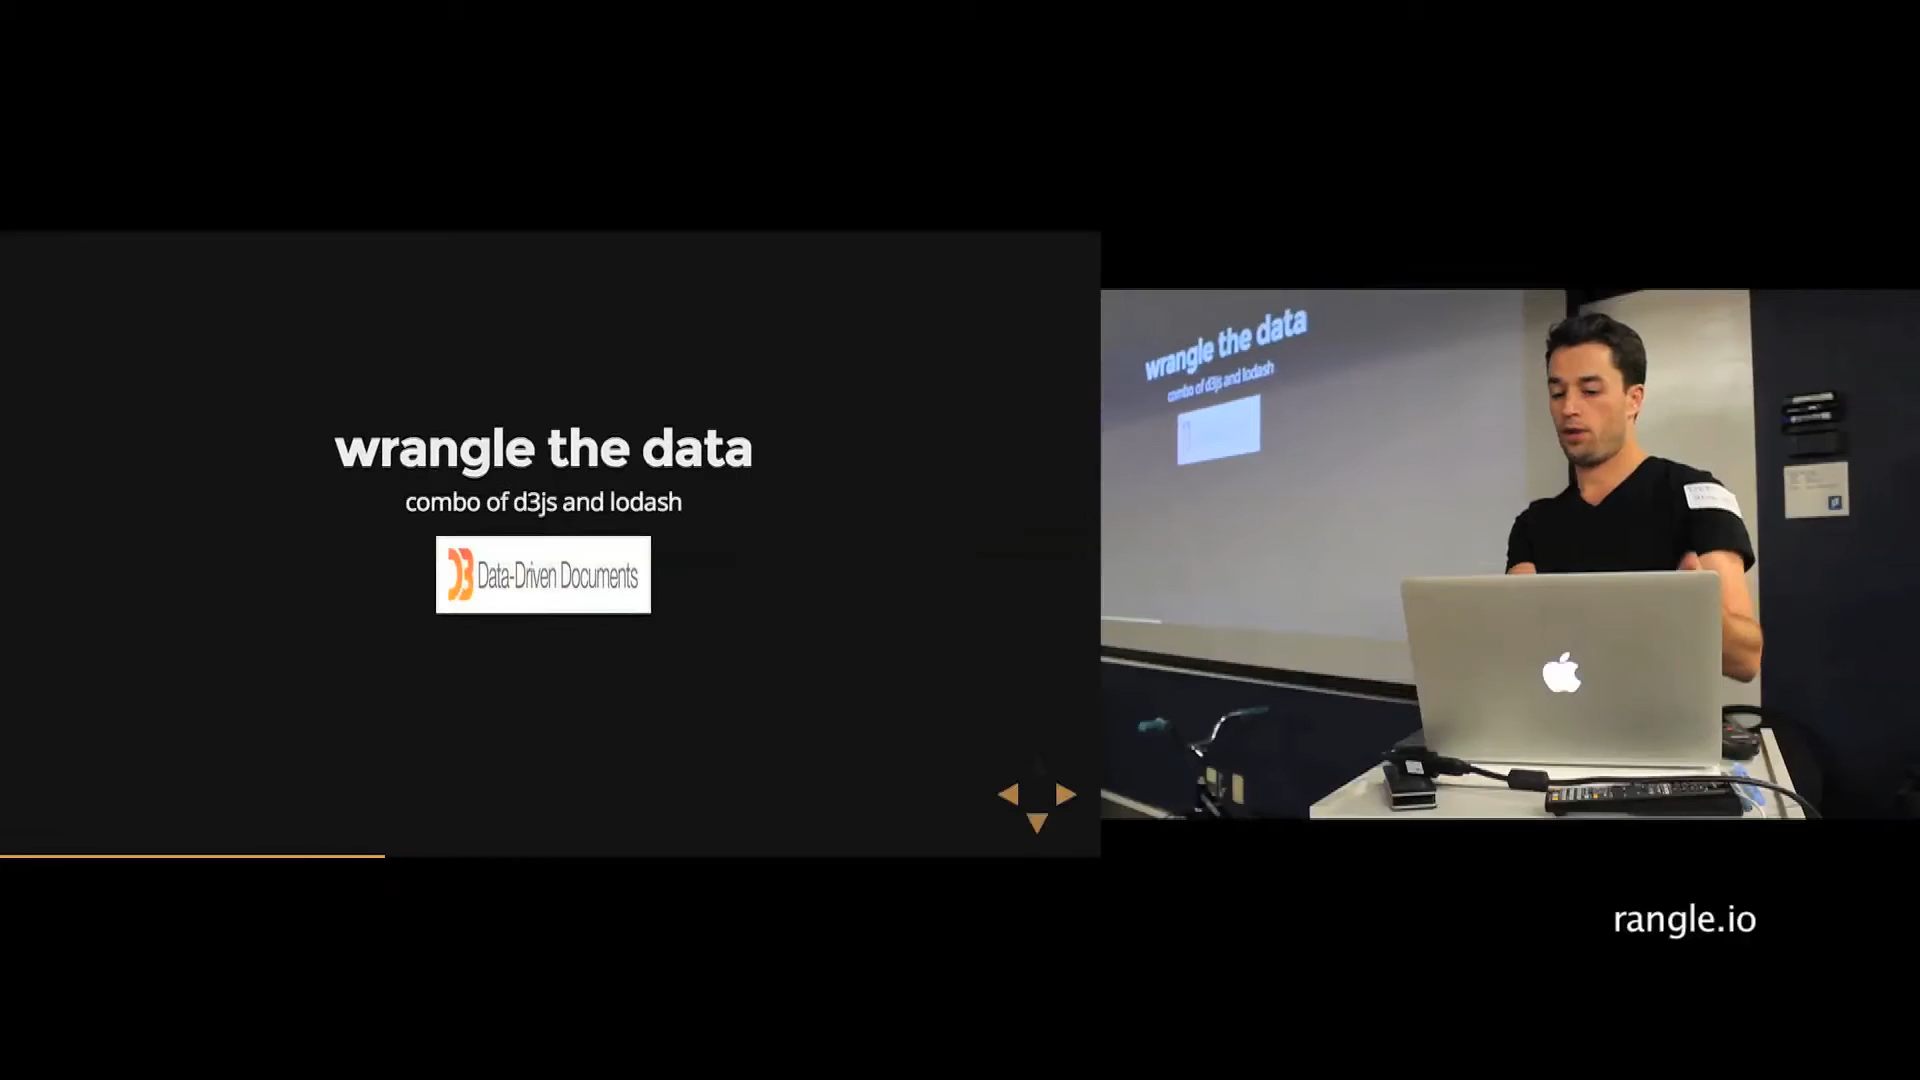 wrangle the data
combo of d3js and lodash
D3 Data-Driven Documents
wrangle the data
combo of d3js and lodash
rangle.io